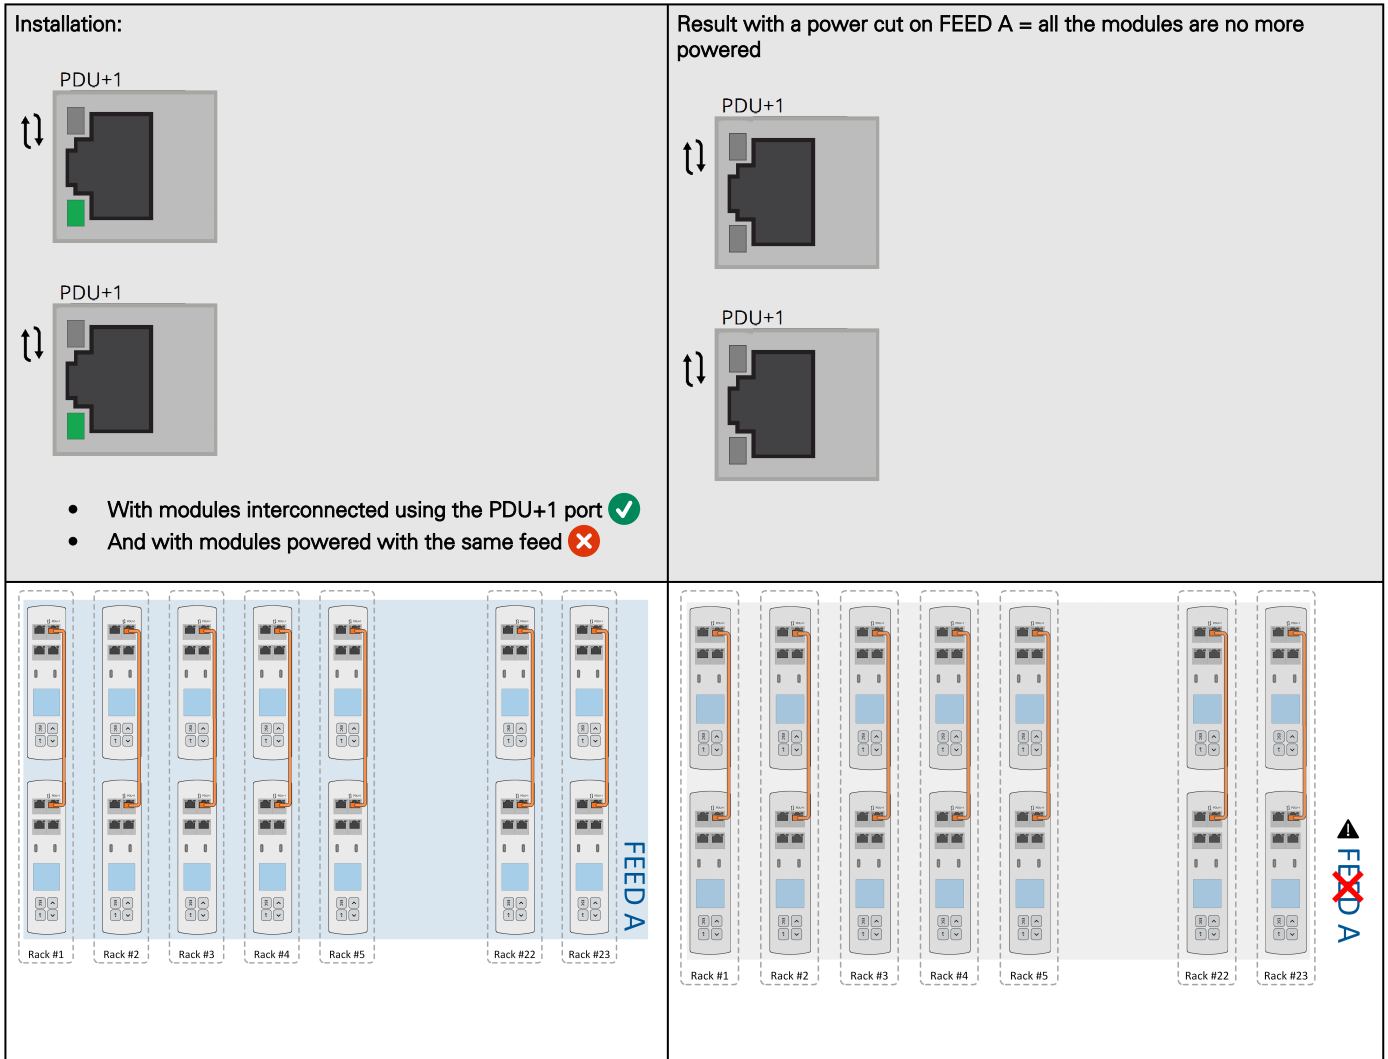 Installation:
PDU+1
PDU+1
• With modules interconnected using the PDU+1 port
• And with modules powered with the same feed
Result with a power cut on FEED A = all the modules are no more
powered
PDU+1
PDU+1
FEED A
Rack #1
Rack #2
Rack #3
Rack #4
Rack #5
Rack #22
Rack #23
FEED A
Rack #1
Rack #2
Rack #3
Rack #4
Rack #5
Rack #22
Rack #23